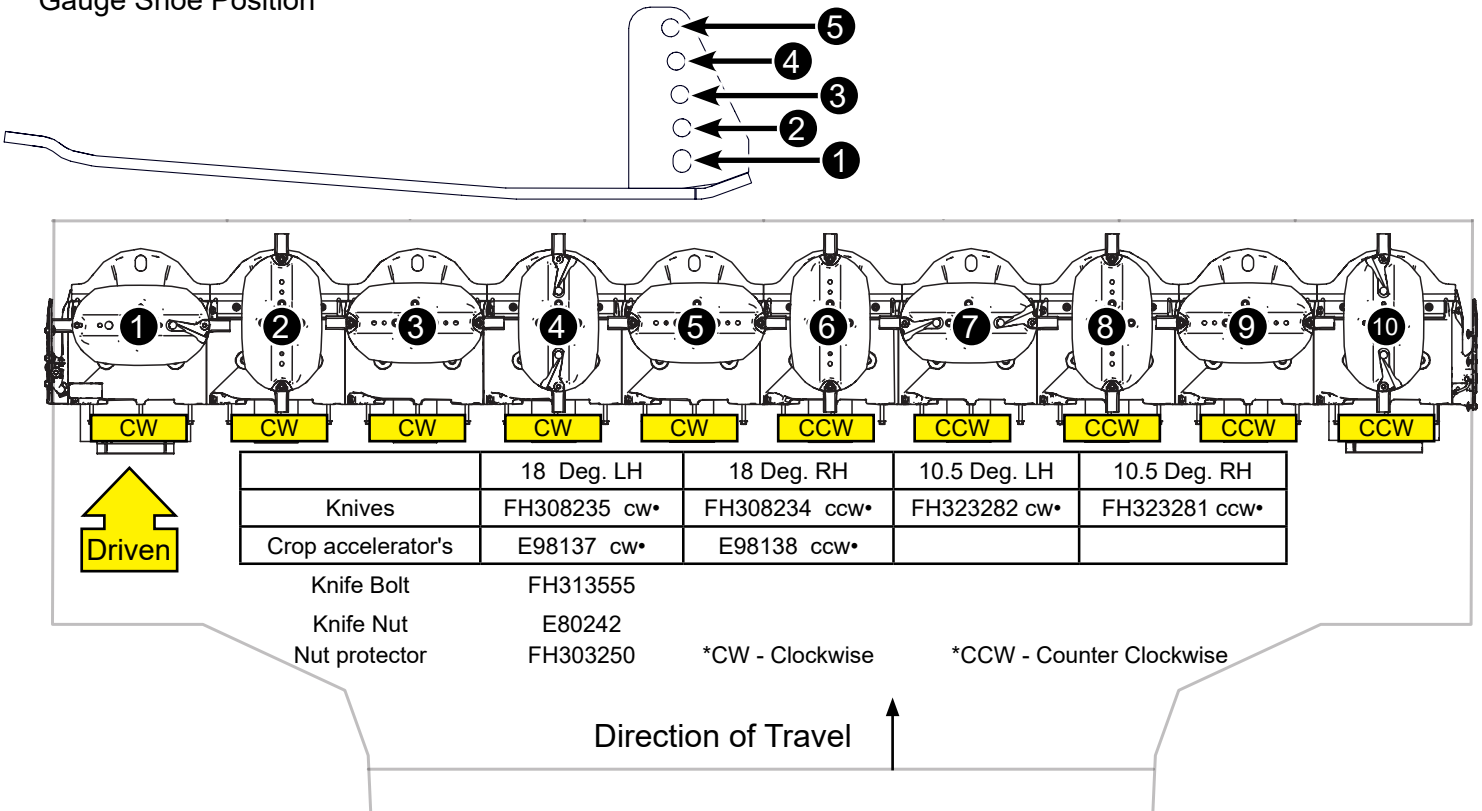 Gauge Shoe Position
5
4
3
2
1
1 2 3 4 5 6 7 8 9 10
CW CW CW CW CW CCW CCW CCW CCW CCW
Driven
18 Deg. LH 18 Deg. RH 10.5 Deg. LH 10.5 Deg. RH
Knives FH308235 cw• FH308234 ccw• FH323282 cw• FH323281 ccw•
Crop accelerator's E98137 cw• E98138 ccw•
Knife Bolt FH313555
Knife Nut E80242
Nut protector FH303250 *CW - Clockwise *CCW - Counter Clockwise
Direction of Travel